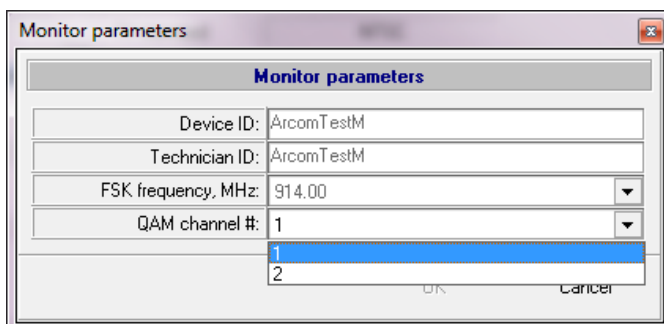 Monitor parameters
Monitor parameters
Device ID: ArcomTestM
Technician ID: ArcomTestM
FSK frequency, MHz: 914.00
QAM channel #: 1
1
2
OK Cancel